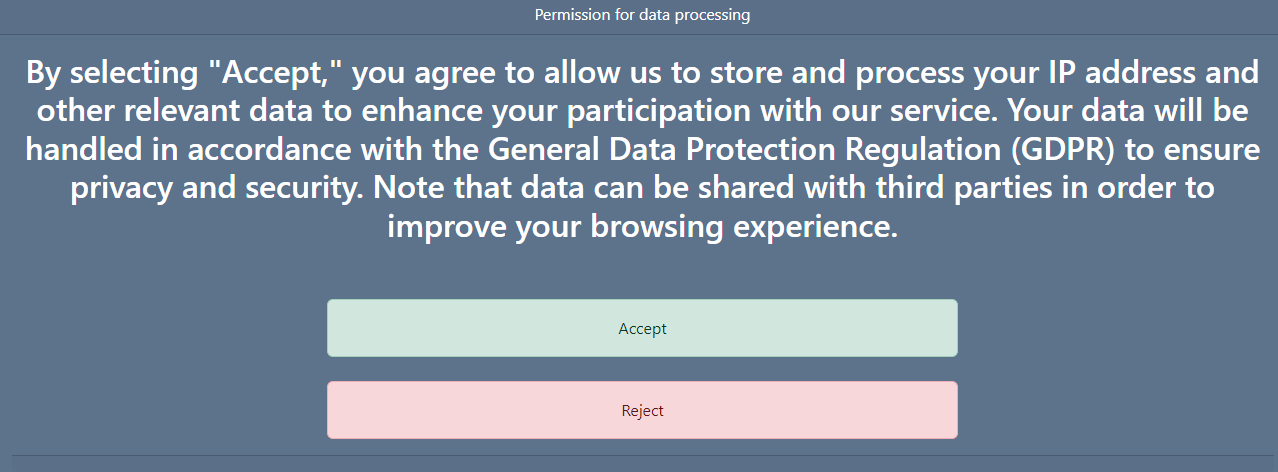 Permission for data processing
By selecting "Accept," you agree to allow us to store and process your IP address and
other relevant data to enhance your participation with our service. Your data will be
handled in accordance with the General Data Protection Regulation (GDPR) to ensure
privacy and security. Note that data can be shared with third parties in order to
improve your browsing experience.
Accept
Reject